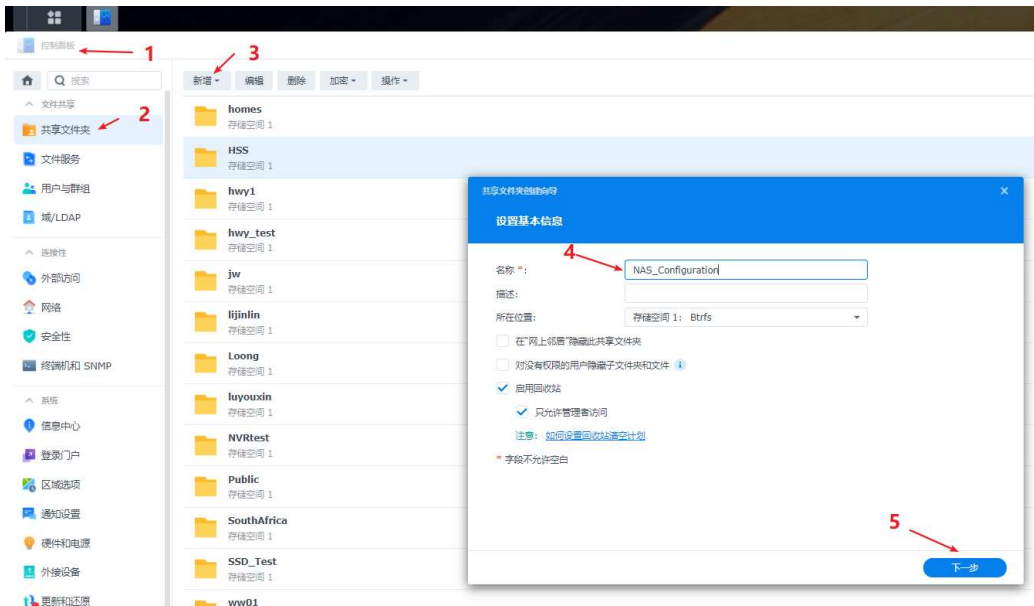 控制面板
1
3
搜索
新增
编辑
删除
加密
操作
文件共享
共享文件夹
2
文件服务
用户与群组
域/LDAP
连接性
外部访问
网络
安全性
终端机和 SNMP
系统
信息中心
登录门户
区域选项
通知设置
硬件和电源
外接设备
更新和还原
homes
存储空间 1
HSS
存储空间 1
hwy1
存储空间 1
hwy_test
存储空间 1
jw
存储空间 1
lijinlin
存储空间 1
Loong
存储空间 1
luyouxin
存储空间 1
NVRtest
存储空间 1
Public
存储空间 1
SouthAfrica
存储空间 1
SSD_Test
存储空间 1
ww01
共享文件夹创建向导
设置基本信息
4
名称 *:
NAS_Configuration
描述:
所在位置:
存储空间 1: Btrfs
在"网上邻居"隐藏此共享文件夹
对没有权限的用户隐藏子文件夹和文件
启用回收站
只允许管理者访问
注意: 如何设置回收站清空计划
* 字段不允许空白
5
下一步